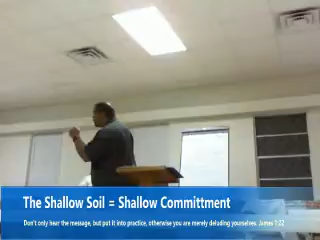 The Shallow Soil = Shallow Committment
Don't only hear the message, but put it into practice, otherwise you are merely deluding yourselves. James 1:22